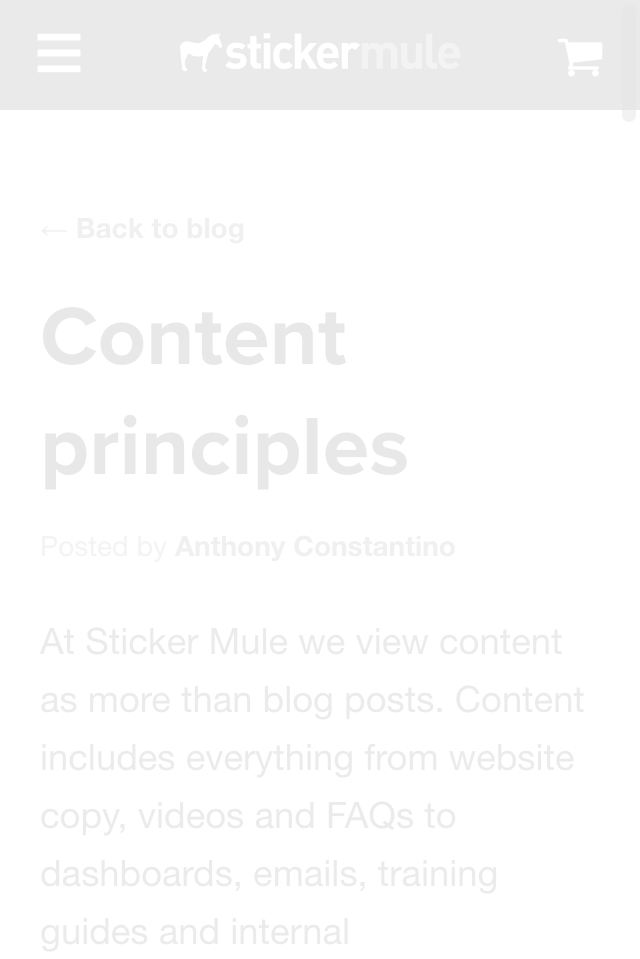 stickermule
← Back to blog
Content
principles
Posted by Anthony Constantino
At Sticker Mule we view content
as more than blog posts. Content
includes everything from website
copy, videos and FAQs to
dashboards, emails, training
guides and internal